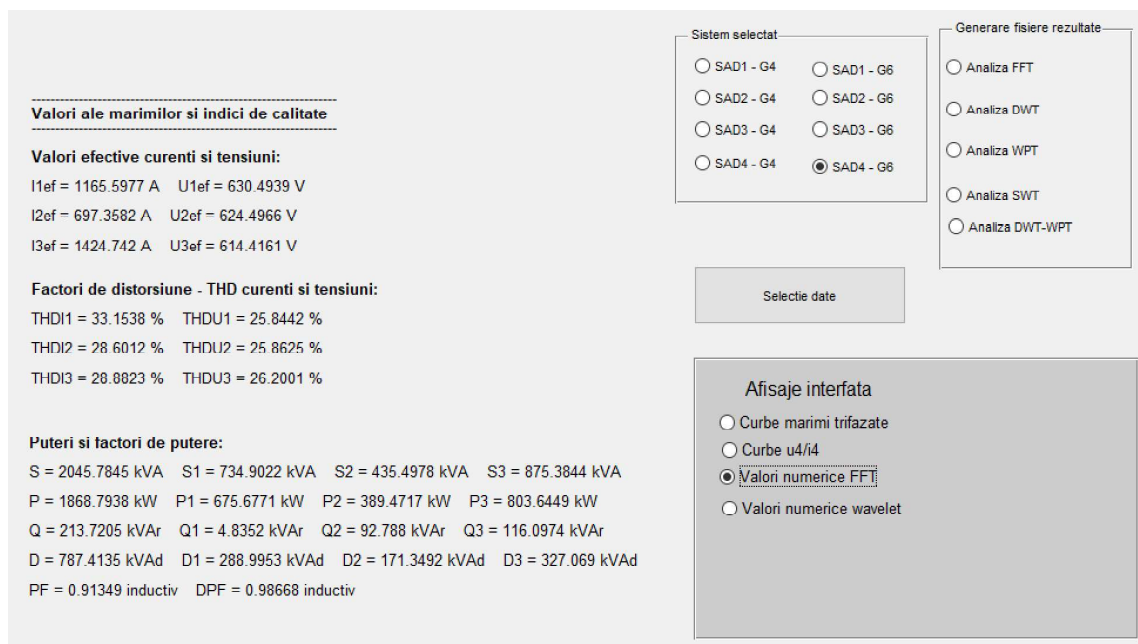 Valori ale marimilor si indici de calitate
Valori efective curenti si tensiuni:
I1ef = 1165.5977 A U1ef = 630.4939 V
I2ef = 697.3582 A U2ef = 624.4966 V
I3ef = 1424.742 A U3ef = 614.4161 V
Factori de distorsiune - THD curenti si tensiuni:
THDI1 = 33.1538 % THDU1 = 25.8442 %
THDI2 = 28.6012 % THDU2 = 25.8625 %
THDI3 = 28.8823 % THDU3 = 26.2001 %
Puteri si factori de putere:
S = 2045.7845 kVA S1 = 734.9022 kVA S2 = 435.4978 kVA S3 = 875.3844 kVA
P = 1868.7938 kW P1 = 675.6771 kW P2 = 389.4717 kW P3 = 803.6449 kW
Q = 213.7205 kVAr Q1 = 4.8352 kVAr Q2 = 92.788 kVAr Q3 = 116.0974 kVAr
D = 787.4135 kVAd D1 = 288.9953 kVAd D2 = 171.3492 kVAd D3 = 327.069 kVAd
PF = 0.91349 inductiv DPF = 0.98668 inductiv
Sistem selectat
SAD1 - G4 SAD1 - G6
SAD2 - G4 SAD2 - G6
SAD3 - G4 SAD3 - G6
SAD4 - G4 SAD4 - G6
Generare fisiere rezultate
Analiza FFT
Analiza DWT
Analiza WPT
Analiza SWT
Analiza DWT-WPT
Selectie date
Afisaje interfata
Curbe marimi trifazate
Curbe u4/i4
Valori numerice FFT
Valori numerice wavelet